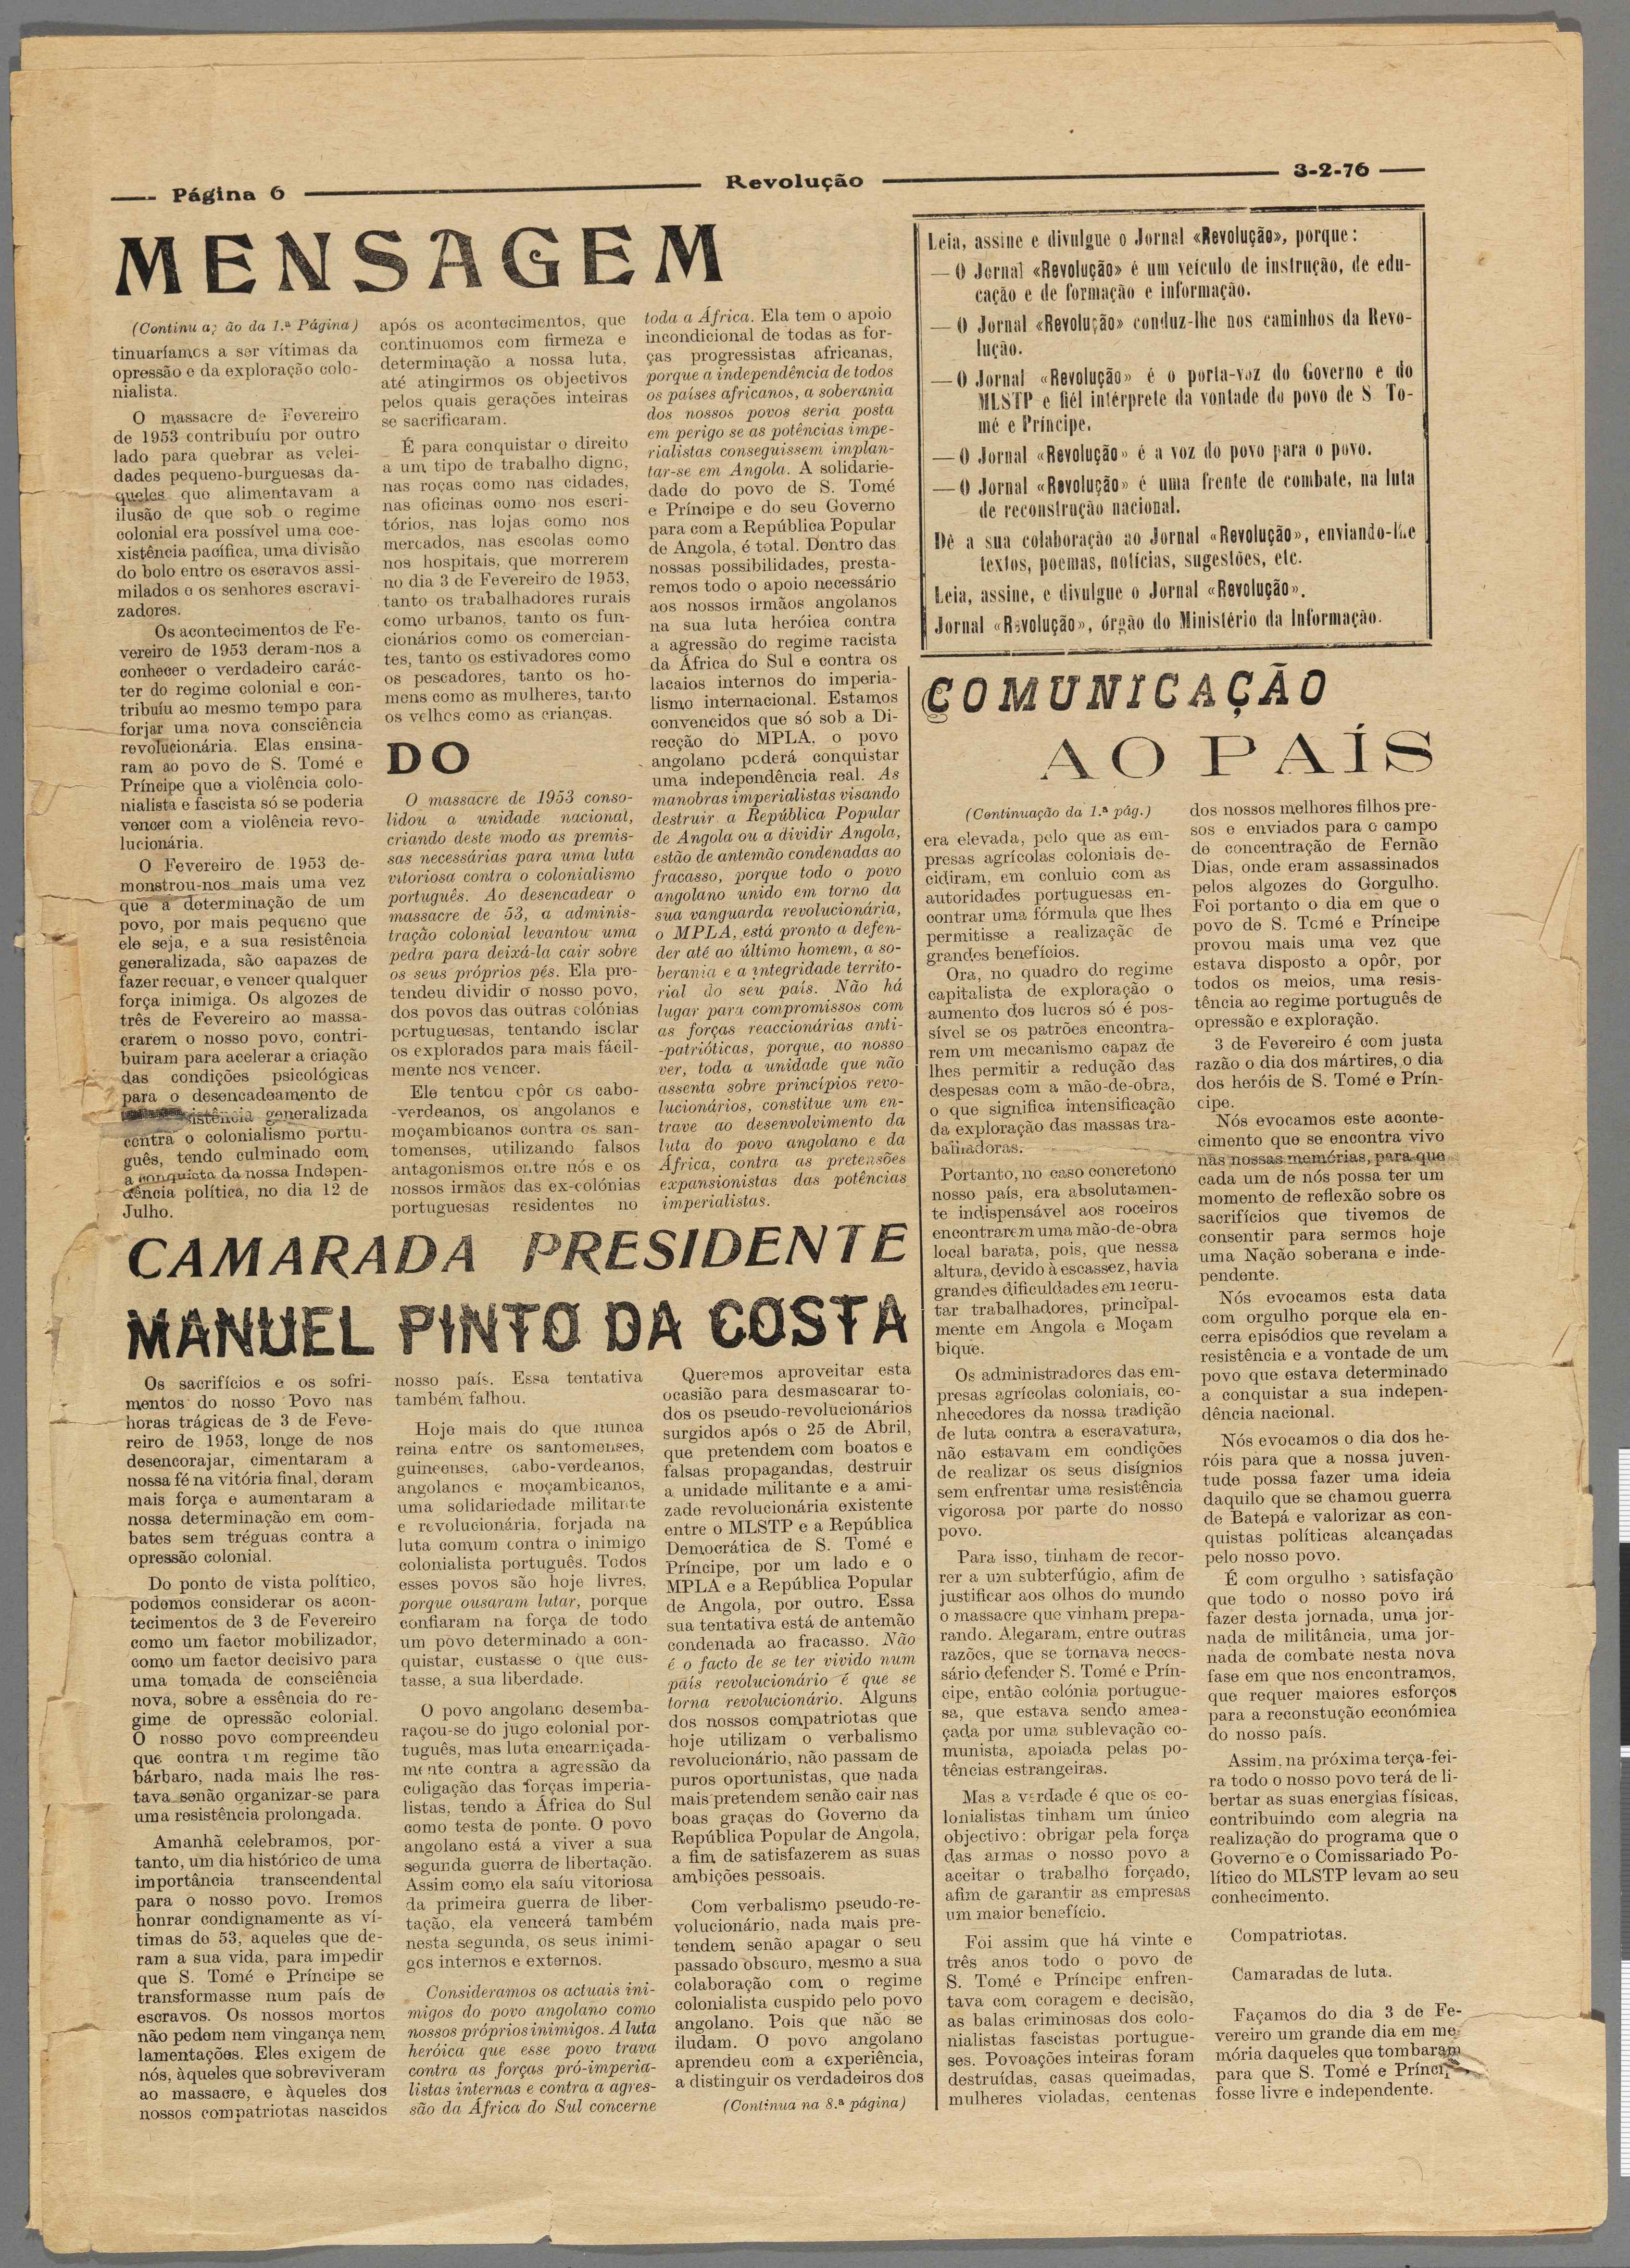 Página 6
Revolução
3-2-76
MENSAGEM
DO
CAMARADA PRESIDENTE
MANUEL PINTO DA COSTA
(Continuação da 1.ª Página)
tinuaríamos a ser vítimas da
opressão e da exploração colo-
nialista.
O massacre de Fevereiro
de 1953 contribuíu por outro
lado para quebrar as velei-
dades pequeno-burguesas da-
queles que alimentavam a
ilusão de que sob o regime
colonial era possível uma coe-
xistência pacífica, uma divisão
do bolo entre os escravos assi-
milados e os senhores escravi-
zadores.
Os acontecimentos de Fe-
vereiro de 1953 deram-nos a
conhecer o verdadeiro carác-
ter do regime colonial e con-
tribuíu ao mesmo tempo para
forjar uma nova consciência
revolucionária. Elas ensina-
ram ao povo de S. Tomé e
Príncipe que a violência colo-
nialista e fascista só se poderia
vencer com a violência revo-
lucionária.
O Fevereiro de 1953 de-
monstrou-nos mais uma vez
que a determinação de um
povo, por mais pequeno que
ele seja, e a sua resistência
generalizada, são capazes de
fazer recuar, e vencer qualquer
força inimiga. Os algozes de
três de Fevereiro ao massa-
crarem o nosso povo, contri-
buiram para acelerar a criação
das condições psicológicas
para o desencadeamento de
sistência generalizada
contra o colonialismo portu-
guês, tendo culminado com
a conquista da nossa Indepen-
dência política, no dia 12 de
Julho.
Os sacrifícios e os sofri-
mentos do nosso Povo nas
horas trágicas de 3 de Feve-
reiro de 1953, longe de nos
desencorajar, cimentaram a
nossa fé na vitória final, deram
mais força e aumentaram a
nossa determinação em com-
bates sem tréguas contra a
opressão colonial.
Do ponto de vista político,
podemos considerar os acon-
tecimentos de 3 de Fevereiro
como um factor mobilizador,
como um factor decisivo para
uma tomada de consciência
nova, sobre a essência do re-
gime de opressão colonial.
O nosso povo compreendeu
que contra um regime tão
bárbaro, nada mais lhe res-
tava senão organizar-se para
uma resistência prolongada.
Amanhã celebramos, por-
tanto, um dia histórico de uma
importância transcendental
para o nosso povo. Iremos
honrar condignamente as ví-
timas de 53, aqueles que de-
ram a sua vida, para impedir
que S. Tomé e Príncipe se
transformasse num país de
escravos. Os nossos mortos
não pedem nem vingança nem
lamentações. Eles exigem de
nós, àqueles que sobreviveram
ao massacre, e àqueles dos
nossos compatriotas nascidos
após os acontecimentos, que
continuomos com firmeza e
determinação a nossa luta,
até atingirmos os objectivos
pelos quais gerações inteiras
se sacrificaram.
É para conquistar o direito
a um tipo de trabalho digno,
nas roças como nas cidades,
nas oficinas como nos escri-
tórios, nas lojas como nos
mercados, nas escolas como
nos hospitais, que morrerem
no dia 3 de Fevereiro de 1953,
tanto os trabalhadores rurais
como urbanos, tanto os fun-
cionários como os comercian-
tes, tanto os estivadores como
os pescadores, tanto os ho-
mens como as mulheres, tanto
os velhos como as crianças.
O massacre de 1953 conso-
lidou a unidade nacional,
criando deste modo as premis-
sas necessárias para uma luta
vitoriosa contra o colonialismo
português. Ao desencadear o
massacre de 53, a adminis-
tração colonial levantou uma
pedra para deixá-la cair sobre
os seus próprios pés. Ela pre-
tendeu dividir o nosso povo,
dos povos das outras colónias
portuguesas, tentando isolar
os explorados para mais fácil-
mente nos vencer.
Ele tentou opôr os cabo-
-verdeanos, os angolanos e
moçambicanos contra os san-
tomenses, utilizando falsos
antagonismos entre nós e os
nossos irmãos das ex-colónias
portuguesas residentes no
nosso país. Essa tentativa
também falhou.
Hoje mais do que nunca
reina entre os santomenses,
guineenses, cabo-verdeanos,
angolanos e moçambicanos,
uma solidariedade militante
e revolucionária, forjada na
luta comum contra o inimigo
colonialista português. Todos
esses povos são hoje livres,
porque ousaram lutar, porque
confiaram na força de todo
um povo determinado a con-
quistar, custasse o que cus-
tasse, a sua liberdade.
O povo angolano desemba-
raçou-se do jugo colonial por-
tuguês, mas luta encarniçada-
mente contra a agressão da
coligação das forças imperia-
listas, tendo a África do Sul
como testa de ponte. O povo
angolano está a viver a sua
segunda guerra de libertação.
Assim como ela saíu vitoriosa
da primeira guerra de liber-
tação, ela vencerá também
nesta segunda, os seus inimi-
gos internos e externos.
Consideramos os actuais ini-
migos do povo angolano como
nossos próprios inimigos. A luta
heróica que esse povo trava
contra as forças pró-imperia-
listas internas e contra a agres-
são da África do Sul concerne
toda a África. Ela tem o apoio
incondicional de todas as for-
ças progressistas africanas,
porque a independência de todos
os países africanos, a soberania
dos nossos povos seria posta
em perigo se as potências impe-
rialistas conseguissem implan-
tar-se em Angola. A solidarie-
dade do povo de S. Tomé
e Príncipe e do seu Governo
para com a República Popular
de Angola, é total. Dentro das
nossas possibilidades, presta-
remos todo o apoio necessário
aos nossos irmãos angolanos
na sua luta heróica contra
a agressão do regime racista
da África do Sul e contra os
lacaios internos do imperia-
lismo internacional. Estamos
convencidos que só sob a Di-
recção do MPLA, o povo
angolano poderá conquistar
uma independência real. As
manobras imperialistas visando
destruir a República Popular
de Angola ou a dividir Angola,
estão de antemão condenadas ao
fracasso, porque todo o povo
angolano unido em torno da
sua vanguarda revolucionária,
o MPLA, está pronto a defen-
der até ao último homem, a so-
berania e a integridade territo-
rial do seu país. Não há
lugar para compromissos com
as forças reaccionárias anti-
-patrióticas, porque, ao nosso
ver, toda a unidade que não
assenta sobre princípios revo-
lucionários, constitue um en-
trave ao desenvolvimento da
luta do povo angolano e da
África, contra as pretensões
expansionistas das potências
imperialistas.
Queremos aproveitar esta
ocasião para desmascarar to-
dos os pseudo-revolucionários
surgidos após o 25 de Abril,
que pretendem com boatos e
falsas propagandas, destruir
a unidade militante e a ami-
zade revolucionária existente
entre o MLSTP e a República
Democrática de S. Tomé e
Príncipe, por um lado e o
MPLA e a República Popular
de Angola, por outro. Essa
sua tentativa está de antemão
condenada ao fracasso. Não
é o facto de se ter vivido num
país revolucionário é que se
torna revolucionário. Alguns
dos nossos compatriotas que
hoje utilizam o verbalismo
revolucionário, não passam de
puros oportunistas, que nada
mais pretendem senão cair nas
boas graças do Governo da
República Popular de Angola,
a fim de satisfazerem as suas
ambições pessoais.
Com verbalismo pseudo-re-
volucionário, nada mais pre-
tendem senão apagar o seu
passado obscuro, mesmo a sua
colaboração com o regime
colonialista cuspido pelo povo
angolano. Pois que não se
iludam. O povo angolano
aprendeu com a experiência,
a distinguir os verdadeiros dos
(Continua na 8.ª página)
Leia, assine e divulgue o Jornal «Revolução», porque:
— O Jornal «Revolução» é um veículo de instrução, de edu-
cação e de formação e informação.
— O Jornal «Revolução» conduz-lhe nos caminhos da Revo-
lução.
— O Jornal «Revolução» é o porta-voz do Governo e do
MLSTP e fiél intérprete da vontade do povo de S. To-
mé e Príncipe.
— O Jornal «Revolução» é a voz do povo para o povo.
— O Jornal «Revolução» é uma frente de combate, na luta
de reconstrução nacional.
Dê a sua colaboração ao Jornal «Revolução», enviando-lhe
textos, poemas, notícias, sugestões, etc.
Leia, assine, e divulgue o Jornal «Revolução».
Jornal «Revolução», órgão do Ministério da Informação.
COMUNICAÇÃO
AO PAÍS
(Continuação da 1.ª pág.)
era elevada, pelo que as em-
presas agrícolas coloniais de-
cidiram, em conluio com as
autoridades portuguesas en-
contrar uma fórmula que lhes
permitisse a realização de
grandes benefícios.
Ora, no quadro do regime
capitalista de exploração o
aumento dos lucros só é pos-
sível se os patrões encontra-
rem um mecanismo capaz de
lhes permitir a redução das
despesas com a mão-de-obra,
o que significa intensificação
da exploração das massas tra-
balhadoras.
Portanto, no caso concreto no
nosso país, era absolutamen-
te indispensável aos roceiros
encontrarem uma mão-de-obra
local barata, pois, que nessa
altura, devido à escassez, havia
grandes dificuldades em recru-
tar trabalhadores, principal-
mente em Angola e Moçam
bique.
Os administradores das em-
presas agrícolas coloniais, co-
nhecedores da nossa tradição
de luta contra a escravatura,
não estavam em condições
de realizar os seus disígnios
sem enfrentar uma resistência
vigorosa por parte do nosso
povo.
Para isso, tinham de recor-
rer a um subterfúgio, afim de
justificar aos olhos do mundo
o massacre que vinham prepa-
rando. Alegaram, entre outras
razões, que se tornava neces-
sário defender S. Tomé e Prín-
cipe, então colónia portugue-
sa, que estava sendo amea-
çada por uma sublevação co-
munista, apoiada pelas po-
tências estrangeiras.
Mas a verdade é que os co-
lonialistas tinham um único
objectivo: obrigar pela força
das armas o nosso povo a
aceitar o trabalho forçado,
afim de garantir as empresas
um maior benefício.
Foi assim que há vinte e
três anos todo o povo de
S. Tomé e Príncipe enfren-
tava com coragem e decisão,
as balas criminosas dos colo-
nialistas fascistas portugue-
ses. Povoações inteiras foram
destruídas, casas queimadas,
mulheres violadas, centenas
dos nossos melhores filhos pre-
sos e enviados para o campo
de concentração de Fernão
Dias, onde eram assassinados
pelos algozes do Gorgulho.
Foi portanto o dia em que o
povo de S. Tomé e Príncipe
provou mais uma vez que
estava disposto a opôr, por
todos os meios, uma resis-
tência ao regime português de
opressão e exploração.
3 de Fevereiro é com justa
razão o dia dos mártires, o dia
dos heróis de S. Tomé e Prín-
cipe.
Nós evocamos este aconte-
cimento que se encontra vivo
nas nossas memórias, para que
cada um de nós possa ter um
momento de reflexão sobre os
sacrifícios que tivemos de
consentir para sermos hoje
uma Nação soberana e inde-
pendente.
Nós evocamos esta data
com orgulho porque ela en-
cerra episódios que revelam a
resistência e a vontade de um
povo que estava determinado
a conquistar a sua indepen-
dência nacional.
Nós evocamos o dia dos he-
róis para que a nossa juven-
tude possa fazer uma ideia
daquilo que se chamou guerra
de Batepá e valorizar as con-
quistas políticas alcançadas
pelo nosso povo.
É com orgulho e satisfação
que todo o nosso povo irá
fazer desta jornada, uma jor-
nada de militância, uma jor-
nada de combate nesta nova
fase em que nos encontramos,
que requer maiores esforços
para a reconstução económica
do nosso país.
Assim, na próxima terça-fei-
ra todo o nosso povo terá de li-
bertar as suas energias físicas,
contribuindo com alegria na
realização do programa que o
Governo e o Comissariado Po-
lítico do MLSTP levam ao seu
conhecimento.
Compatriotas.
Camaradas de luta.
Façamos do dia 3 de Fe-
vereiro um grande dia em me-
mória daqueles que tombaram
para que S. Tomé e Prínci
fosse livre e independente.